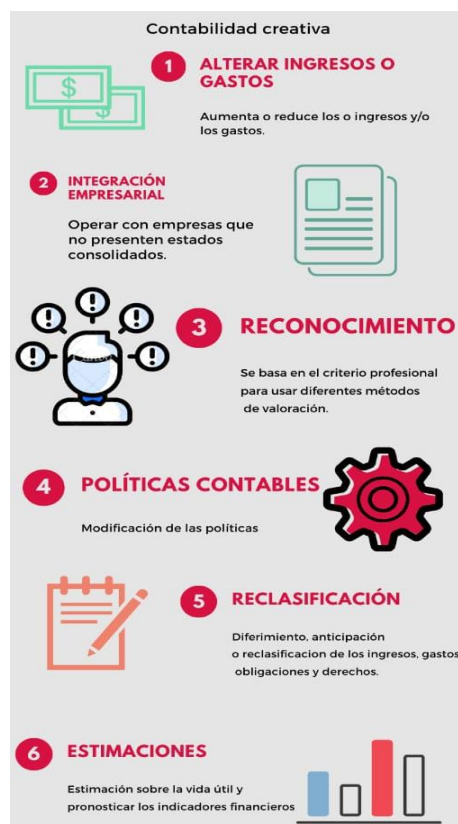 Contabilidad creativa
1 ALTERAR INGRESOS O
GASTOS
Aumenta o reduce los o ingresos y/o
los gastos.
2 INTEGRACIÓN
EMPRESARIAL
Operar con empresas que
no presenten estados
consolidados.
3 RECONOCIMIENTO
Se basa en el criterio profesional
para usar diferentes métodos
de valoración.
4 POLÍTICAS CONTABLES
Modificación de las políticas
5 RECLASIFICACIÓN
Diferimiento, anticipación
o reclasificacion de los ingresos, gastos
obligaciones y derechos.
6 ESTIMACIONES
Estimación sobre la vida útil y
pronosticar los indicadores financieros